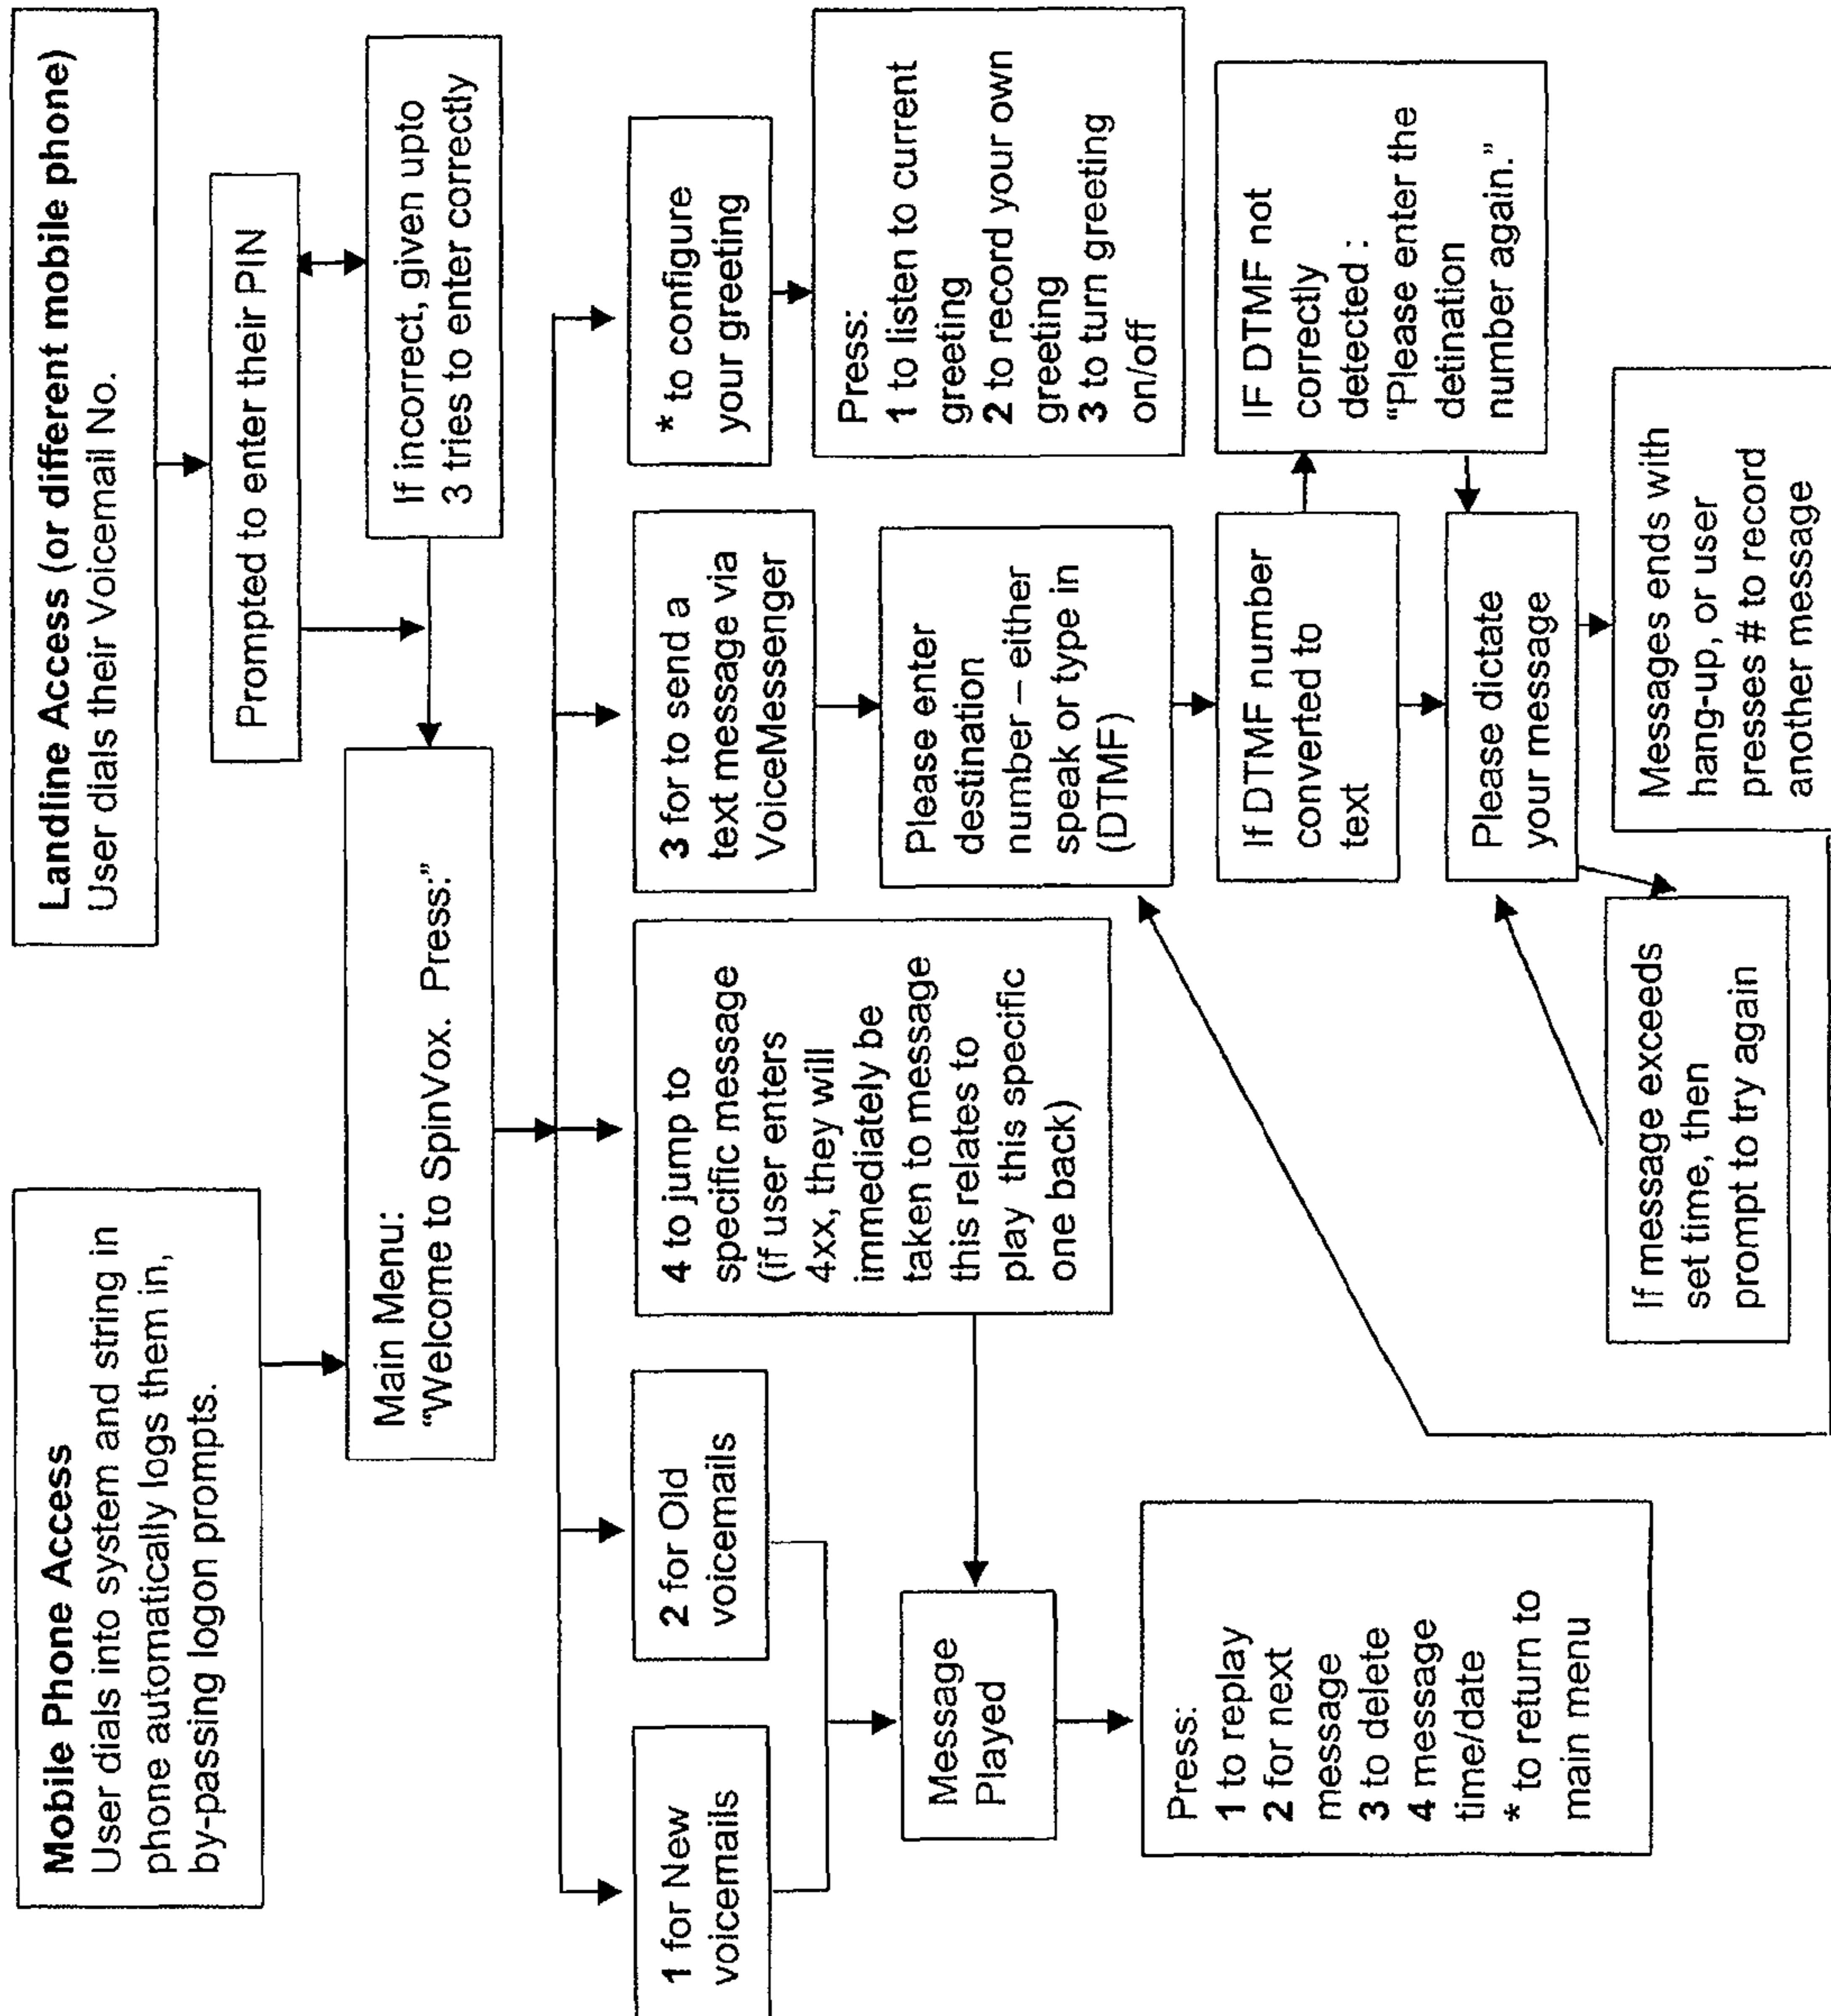 Mobile Phone Access
User dials into system and string in
phone automatically logs them in,
by-passing logon prompts.
Landline Access (or different mobile phone)
User dials their Voicemail No.
Prompted to enter their PIN
If incorrect, given upto
3 tries to enter correctly
Main Menu:
“Welcome to SpinVox. Press:”
1 for New
voicemails
2 for Old
voicemails
4 to jump to
specific message
(if user enters
4xx, they will
immediately be
taken to message
this relates to
play this specific
one back)
3 for to send a
text message via
VoiceMessenger
* to configure
your greeting
Message
Played
Please enter
destination
number – either
speak or type in
(DTMF)
Press:
1 to listen to current
greeting
2 to record your own
greeting
3 to turn greeting
on/off
Press:
1 to replay
2 for next
message
3 to delete
4 message
time/date
* to return to
main menu
If DTMF number
converted to
text
IF DTMF not
correctly
detected :
“Please enter the
detination
number again.”
Please dictate
your message
If message exceeds
set time, then
prompt to try again
Messages ends with
hang-up, or user
presses # to record
another message